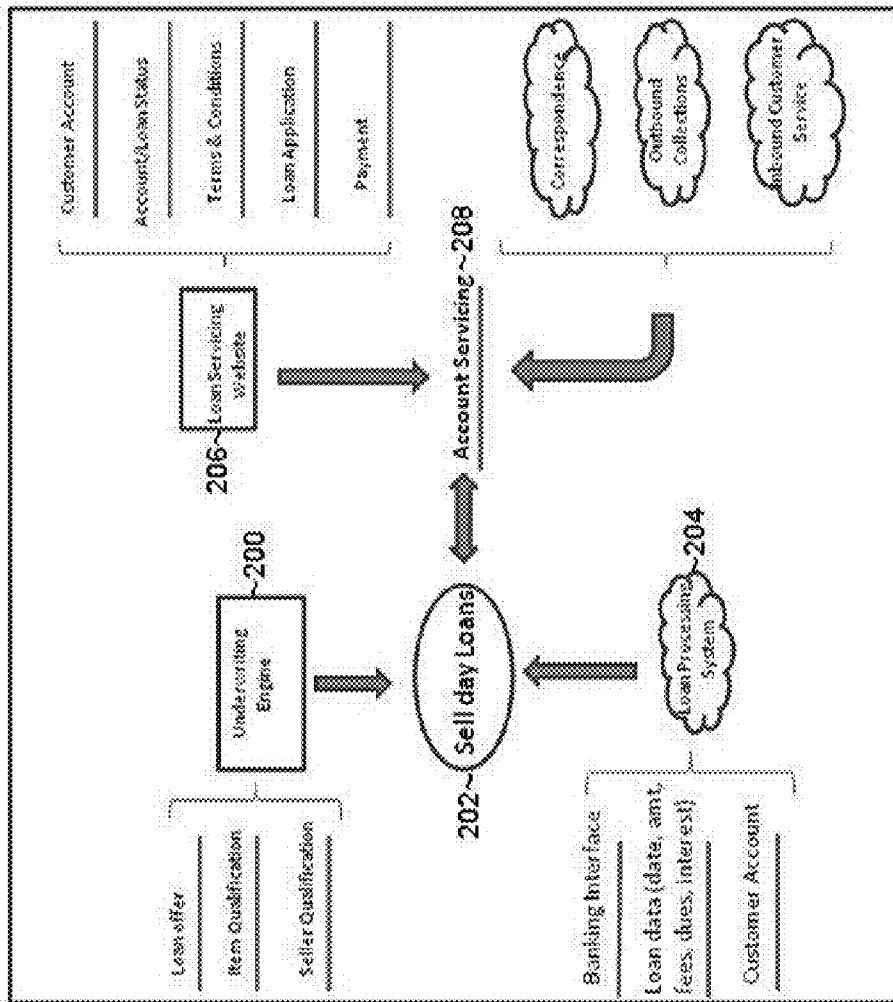 Loan offer
Item Qualification
Seller Qualification
Underwriting
Engine
~200
206~
Loan Servicing
Website
Customer Account
Account/Loan Status
Terms & Conditions
Loan Application
Payment
202~
Sell day Loans
Account Servicing~208
Banking Interface
Loan data (date, amt,
fees, dues, interest)
Customer Account
Loan Processing
System
~204
Correspondence
Outbound
Collections
Inbound Customer
Service